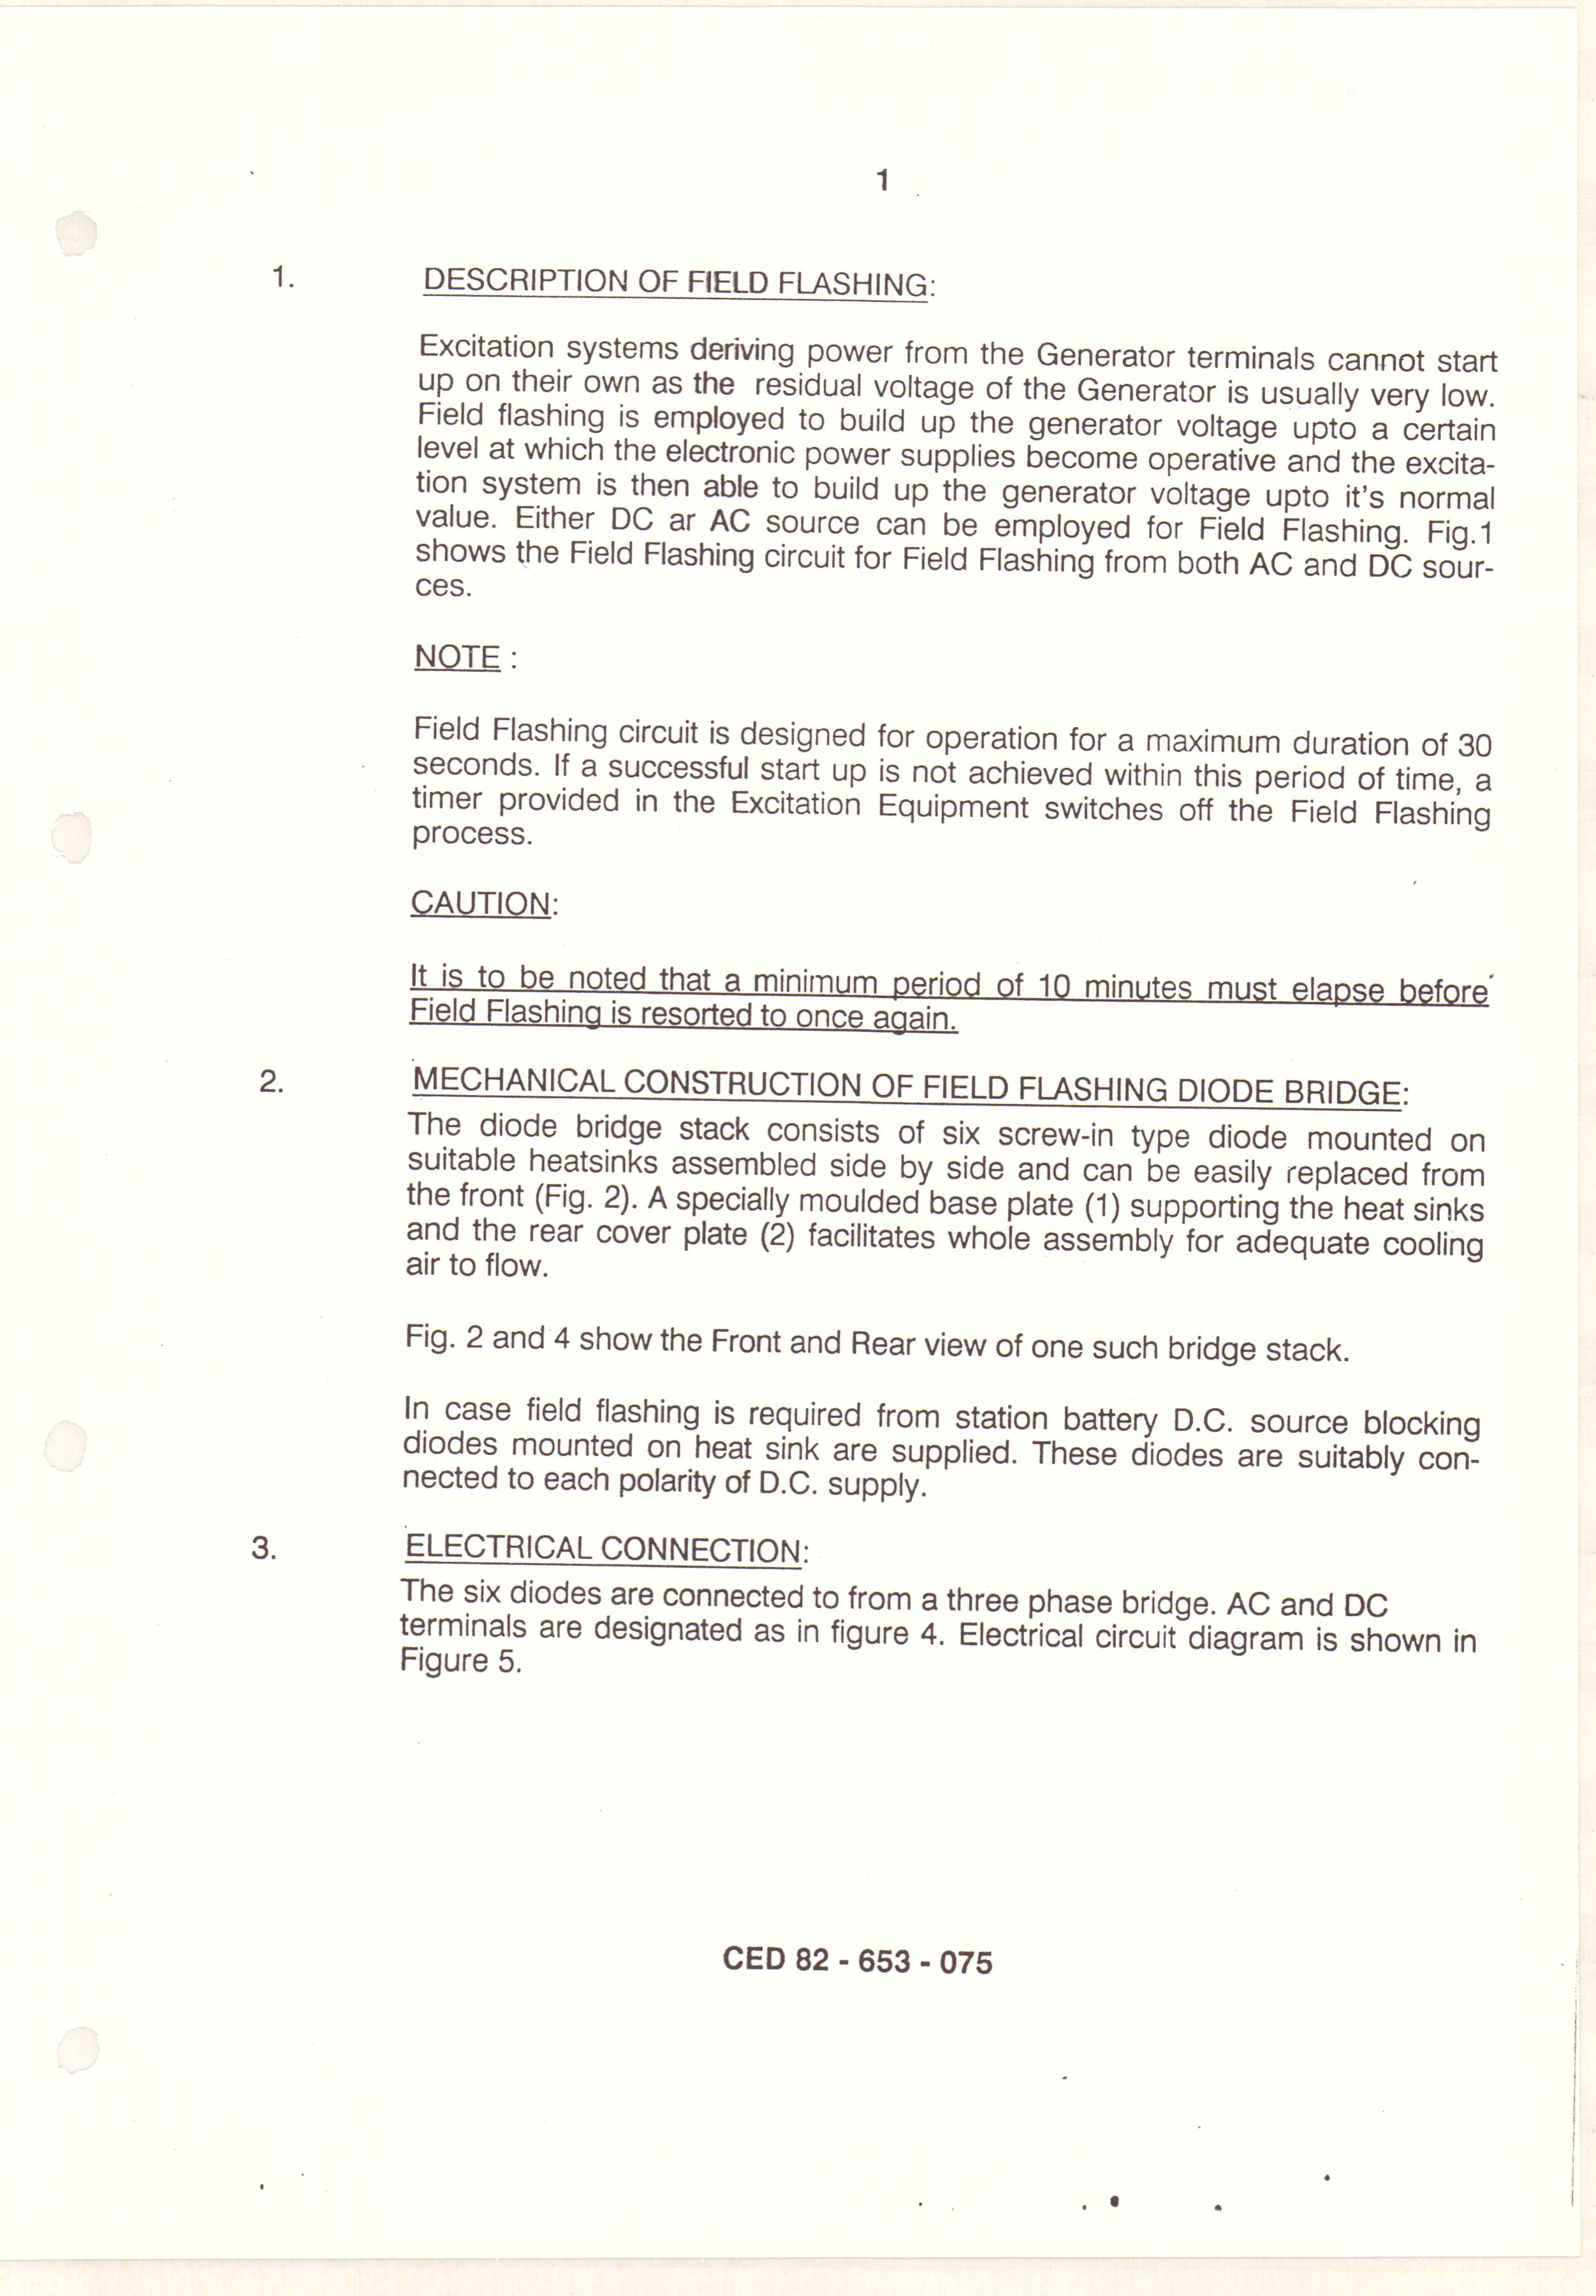 1
1. DESCRIPTION OF FIELD FLASHING:
Excitation systems deriving power from the Generator terminals cannot start
up on their own as the residual voltage of the Generator is usually very low.
Field flashing is employed to build up the generator voltage upto a certain
level at which the electronic power supplies become operative and the excita-
tion system is then able to build up the generator voltage upto it's normal
value. Either DC ar AC source can be employed for Field Flashing. Fig.1
shows the Field Flashing circuit for Field Flashing from both AC and DC sour-
ces.
NOTE :
Field Flashing circuit is designed for operation for a maximum duration of 30
seconds. If a successful start up is not achieved within this period of time, a
timer provided in the Excitation Equipment switches off the Field Flashing
process.
CAUTION:
It is to be noted that a minimum period of 10 minutes must elapse before
Field Flashing is resorted to once again.
2. MECHANICAL CONSTRUCTION OF FIELD FLASHING DIODE BRIDGE:
The diode bridge stack consists of six screw-in type diode mounted on
suitable heatsinks assembled side by side and can be easily replaced from
the front (Fig. 2). A specially moulded base plate (1) supporting the heat sinks
and the rear cover plate (2) facilitates whole assembly for adequate cooling
air to flow.
Fig. 2 and 4 show the Front and Rear view of one such bridge stack.
In case field flashing is required from station battery D.C. source blocking
diodes mounted on heat sink are supplied. These diodes are suitably con-
nected to each polarity of D.C. supply.
3. ELECTRICAL CONNECTION:
The six diodes are connected to from a three phase bridge. AC and DC
terminals are designated as in figure 4. Electrical circuit diagram is shown in
Figure 5.
CED 82 - 653 - 075